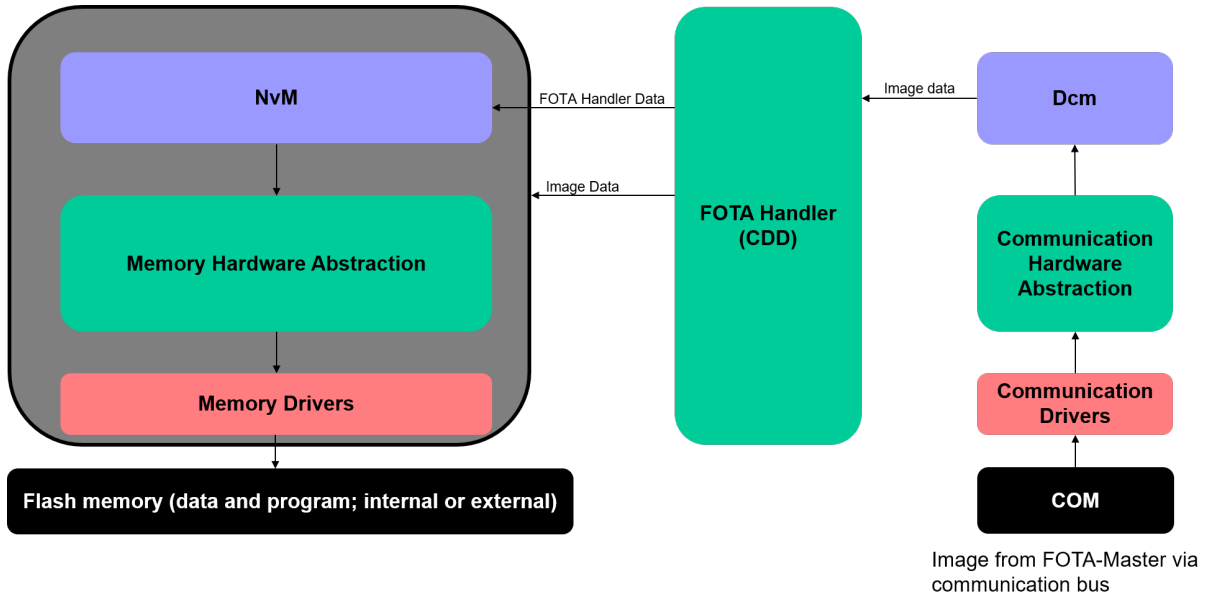 NvM
FOTA Handler Data
Image data
Dcm
Image Data
Memory Hardware Abstraction
FOTA Handler
(CDD)
Communication
Hardware
Abstraction
Memory Drivers
Communication
Drivers
Flash memory (data and program; internal or external)
COM
Image from FOTA-Master via
communication bus